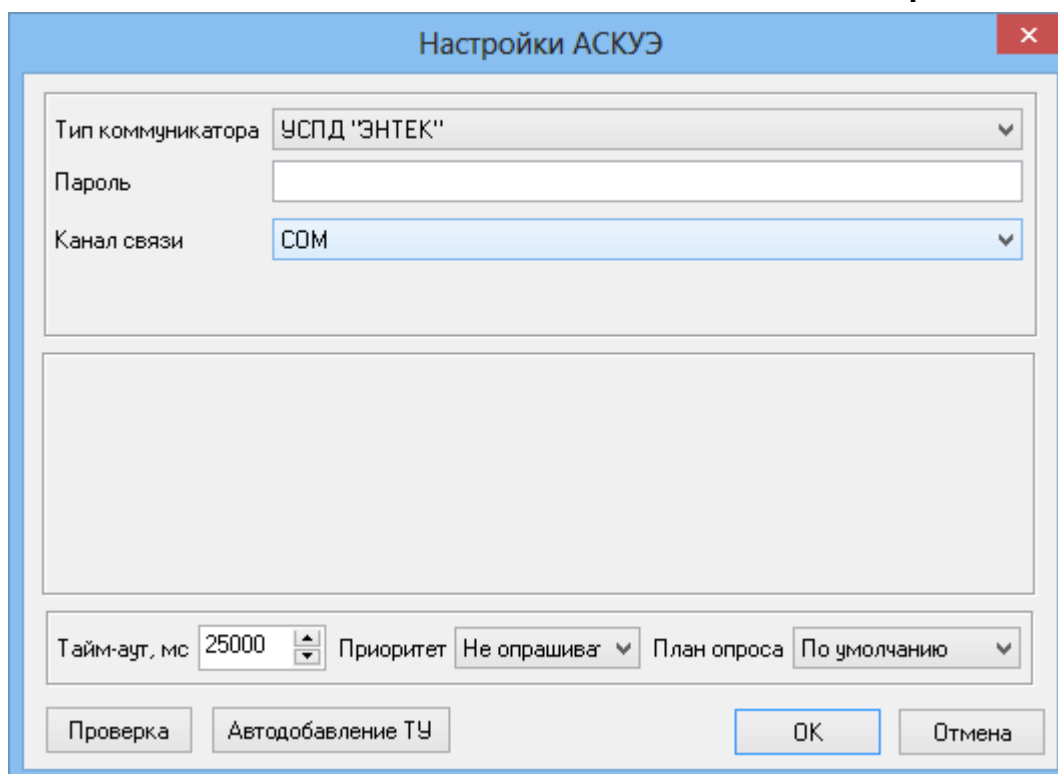 Настройки АСКУЭ
Тип коммуникатора УСПД "ЭНТЕК"
Пароль
Канал связи COM
Тайм-аут, мс 25000 Приоритет Не опрашиват План опроса По умолчанию
Проверка Автодобавление ТУ OK Отмена